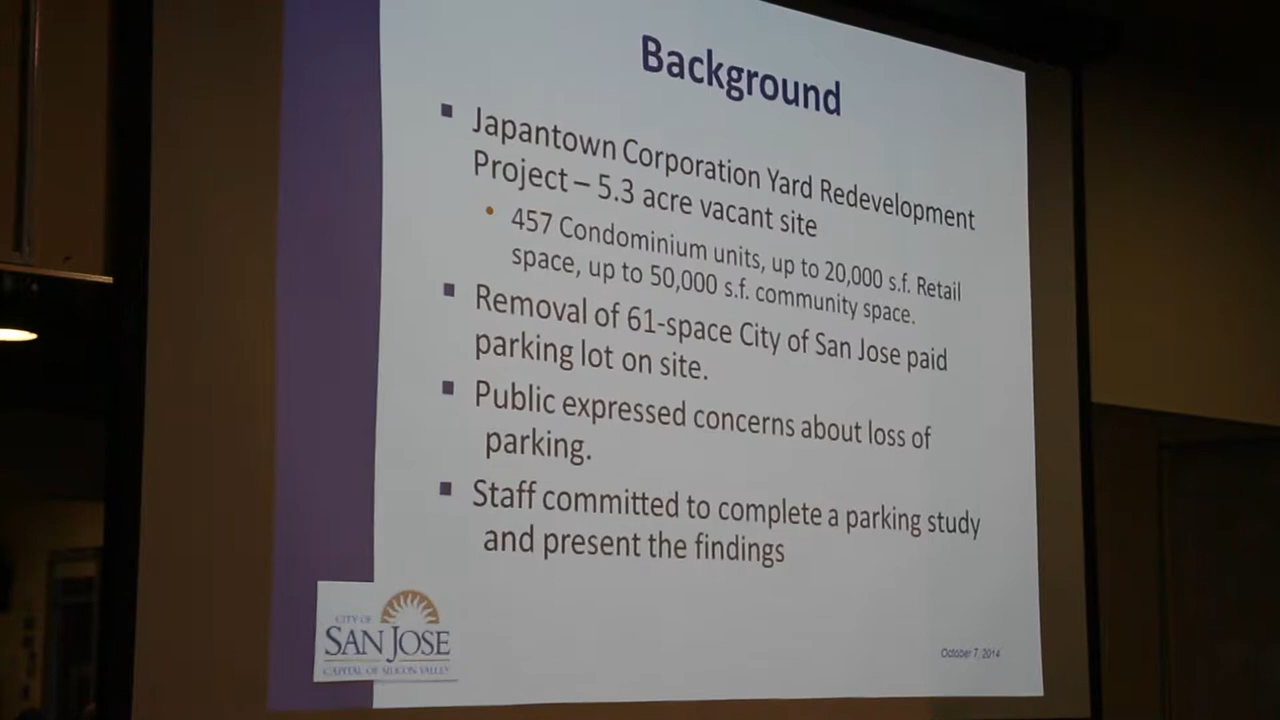 Background
Japantown Corporation Yard Redevelopment
Project – 5.3 acre vacant site
457 Condominium units, up to 20,000 s.f. Retail
space, up to 50,000 s.f. community space.
Removal of 61-space City of San Jose paid
parking lot on site.
Public expressed concerns about loss of
parking.
Staff committed to complete a parking study
and present the findings
CITY OF
SAN JOSE
CAPITAL OF SILICON VALLEY
October 7, 2014